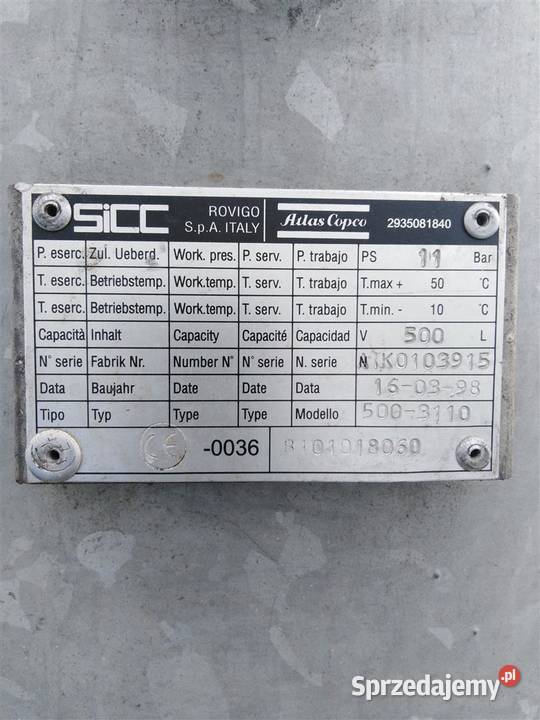 SICC ROVIGO S.p.A. ITALY Atlas Copco 2935081840
P. eserc. Zul. Ueberd. Work. pres. P. serv. P. trabajo PS 11 Bar
T. eserc. Betriebstemp. Work.temp. T. serv. T. trabajo T.max + 50 °C
T. eserc. Betriebstemp. Work.temp. T. serv. T. trabajo T.min. - 10 °C
Capacità Inhalt Capacity Capacité Capacidad V 500 L
N° serie Fabrik Nr. Number N° N° serie N. serie N
Data Baujahr Date Date Data 16-03-98
Tipo Typ Type Type Modello 500-3110
CE -0036
Sprzedajemy.pl